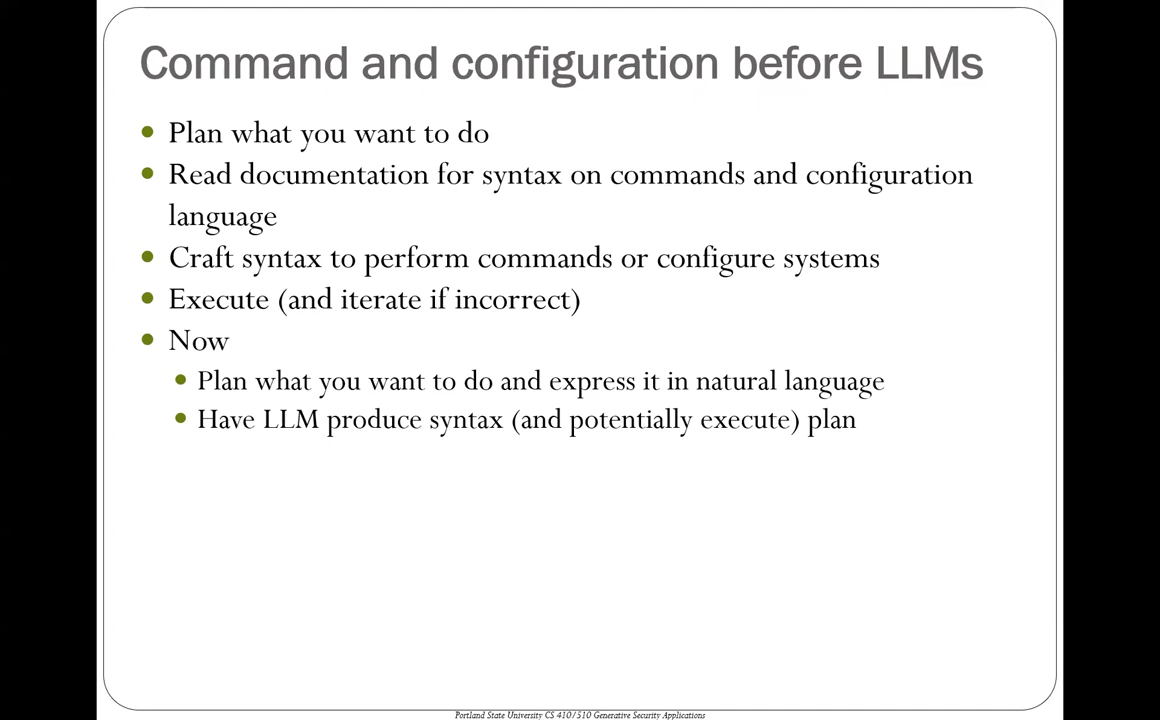 Command and configuration before LLMs
• Plan what you want to do
• Read documentation for syntax on commands and configuration
language
• Craft syntax to perform commands or configure systems
• Execute (and iterate if incorrect)
• Now
• Plan what you want to do and express it in natural language
• Have LLM produce syntax (and potentially execute) plan
Portland State University CS 410/510 Generative Security Applications